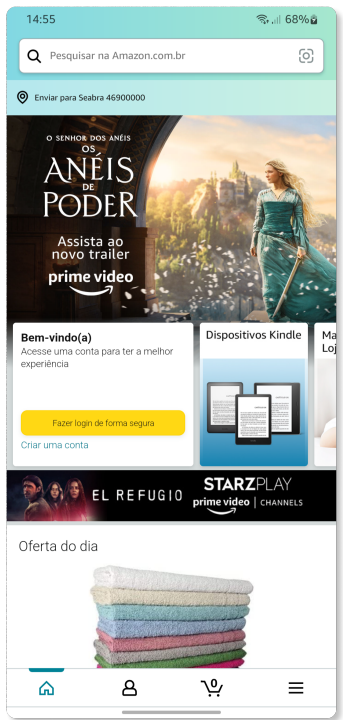 14:55
68%
Pesquisar na Amazon.com.br
Enviar para Seabra 46900000
O SENHOR DOS ANÉIS
OS
ANÉIS
DE
PODER
Assista ao
novo trailer
prime video
Bem-vindo(a)
Acesse uma conta para ter a melhor
experiência
Fazer login de forma segura
Criar uma conta
Dispositivos Kindle
Ma
Loj
EL REFUGIO
STARZPLAY
prime video | CHANNELS
Oferta do dia
0